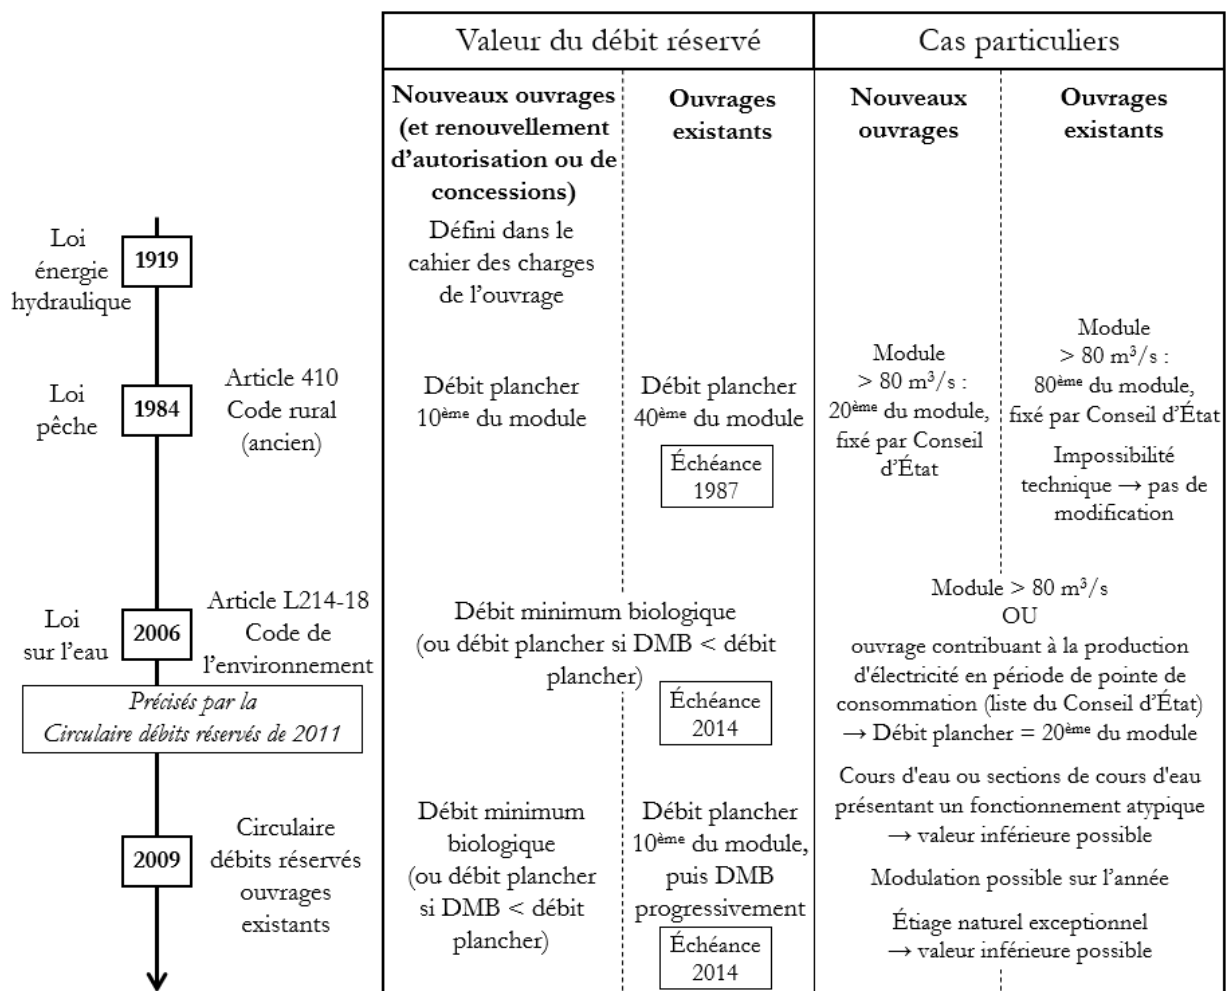 Valeur du débit réservé
Cas particuliers
Nouveaux ouvrages
(et renouvellement
d'autorisation ou de
concessions)
Ouvrages
existants
Nouveaux
ouvrages
Ouvrages
existants
Loi
énergie
hydraulique
1919
Défini dans le
cahier des charges
de l'ouvrage
Loi
pêche
1984
Article 410
Code rural
(ancien)
Débit plancher
10ème du module
Débit plancher
40ème du module
Échéance
1987
Module
> 80 m³/s :
20ème du module,
fixé par Conseil
d'État
Module
> 80 m³/s :
80ème du module,
fixé par Conseil d'État
Impossibilité
technique → pas de
modification
Loi
sur l'eau
2006
Article L214-18
Code de
l'environnement
Précisés par la
Circulaire débits réservés de 2011
Débit minimum biologique
(ou débit plancher si DMB < débit
plancher)
Échéance
2014
Module > 80 m³/s
OU
ouvrage contribuant à la production
d'électricité en période de pointe de
consommation (liste du Conseil d'État)
→ Débit plancher = 20ème du module
Cours d'eau ou sections de cours d'eau
présentant un fonctionnement atypique
→ valeur inférieure possible
Modulation possible sur l'année
Étiage naturel exceptionnel
→ valeur inférieure possible
2009
Circulaire
débits réservés
ouvrages
existants
Débit minimum
biologique
(ou débit plancher
si DMB < débit
plancher)
Débit plancher
10ème du module,
puis DMB
progressivement
Échéance
2014